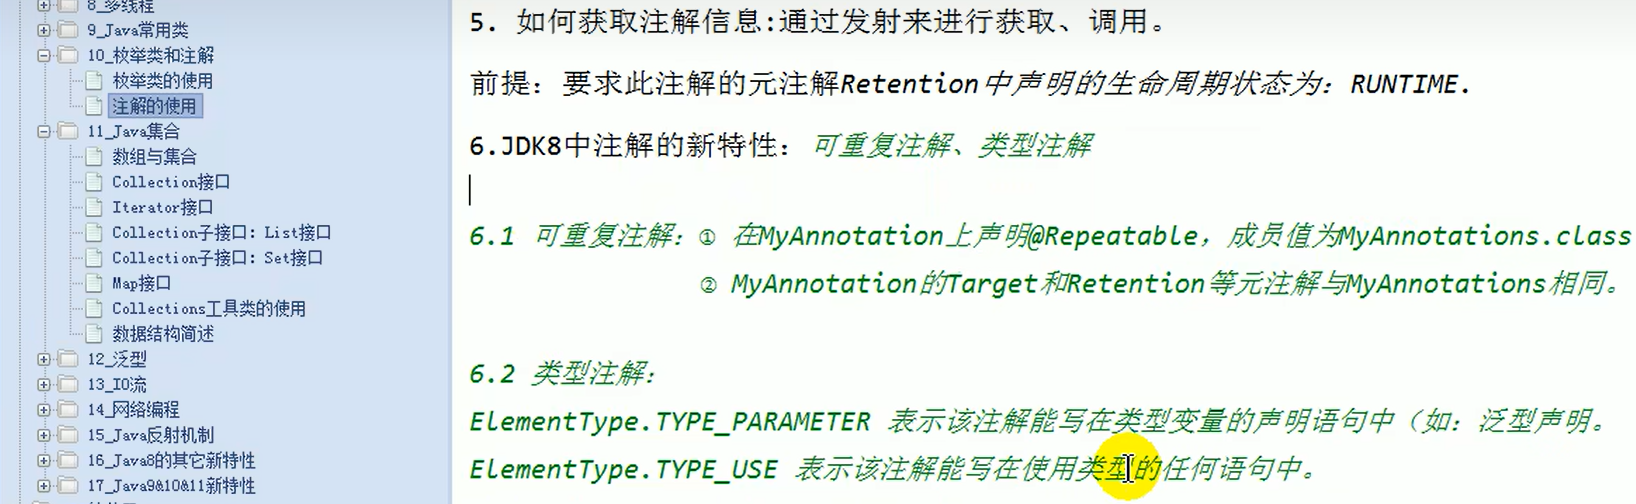 8_多线程
9_Java常用类
10_枚举类和注解
枚举类的使用
注解的使用
11_Java集合
数组与集合
Collection接口
Iterator接口
Collection子接口：List接口
Collection子接口：Set接口
Map接口
Collections工具类的使用
数据结构简述
12_泛型
13_IO流
14_网络编程
15_Java反射机制
16_Java8的其它新特性
17_Java9&10&11新特性
5. 如何获取注解信息:通过发射来进行获取、调用。
前提：要求此注解的元注解Retention中声明的生命周期状态为：RUNTIME.
6.JDK8中注解的新特性：可重复注解、类型注解
6.1 可重复注解：① 在MyAnnotation上声明@Repeatable，成员值为MyAnnotations.class
② MyAnnotation的Target和Retention等元注解与MyAnnotations相同。
6.2 类型注解：
ElementType.TYPE_PARAMETER 表示该注解能写在类型变量的声明语句中（如：泛型声明。
ElementType.TYPE_USE 表示该注解能写在使用类型的任何语句中。